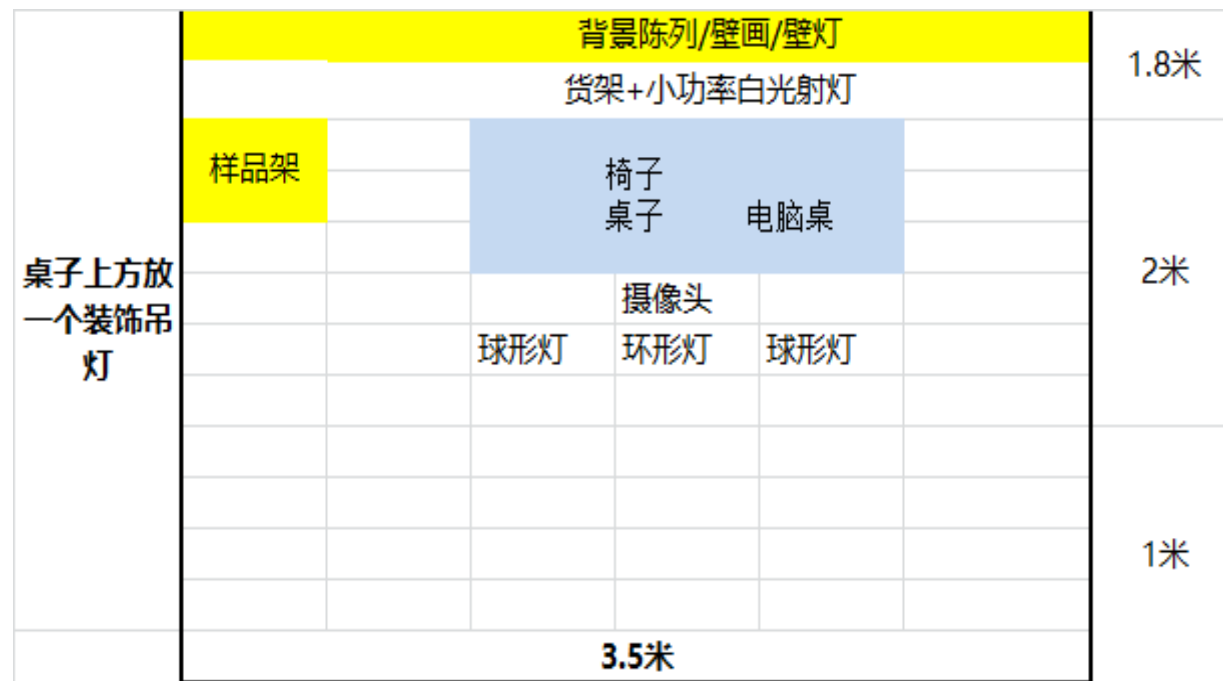 背景陈列/壁画/壁灯
1.8米
货架+小功率白光射灯
样品架
椅子
桌子 电脑桌
桌子上方放
一个装饰吊
灯
2米
摄像头
球形灯 环形灯 球形灯
1米
3.5米